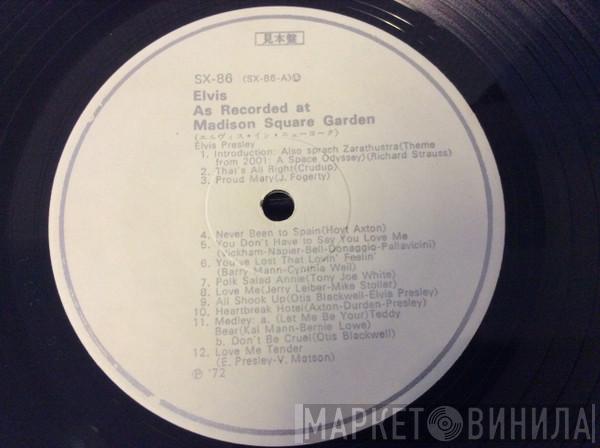 見本盤
SX-86 (SX-86-A)
Elvis
As Recorded at
Madison Square Garden
(エルヴィス・イン・ニューヨーク)
Elvis Presley
1. Introduction: Also sprach Zarathustra(Theme
from 2001: A Space Odyssey)(Richard Strauss)
2. That's All Right(Crudup)
3. Proud Mary(J. Fogerty)
4. Never Been to Spain(Hoyt Axton)
5. You Don't Have to Say You Love Me
(Vickham-Napier-Bell-Donaggio-Pallavicini)
6. You've Lost That Lovin' Feelin'
(Barry Mann-Cynthia Weil)
7. Polk Salad Annie(Tony Joe White)
8. Love Me(Jerry Leiber-Mike Stoller)
9. All Shook Up(Otis Blackwell-Elvis Presley)
10. Heartbreak Hotel(Axton-Durden-Presley)
11. Medley: a. (Let Me Be Your)Teddy
Bear(Kal Mann-Bernie Lowe)
b. Don't Be Cruel(Otis Blackwell)
12. Love Me Tender
(E. Presley-V. Matson)
℗ '72
МАРКЕТ ВИНИЛА